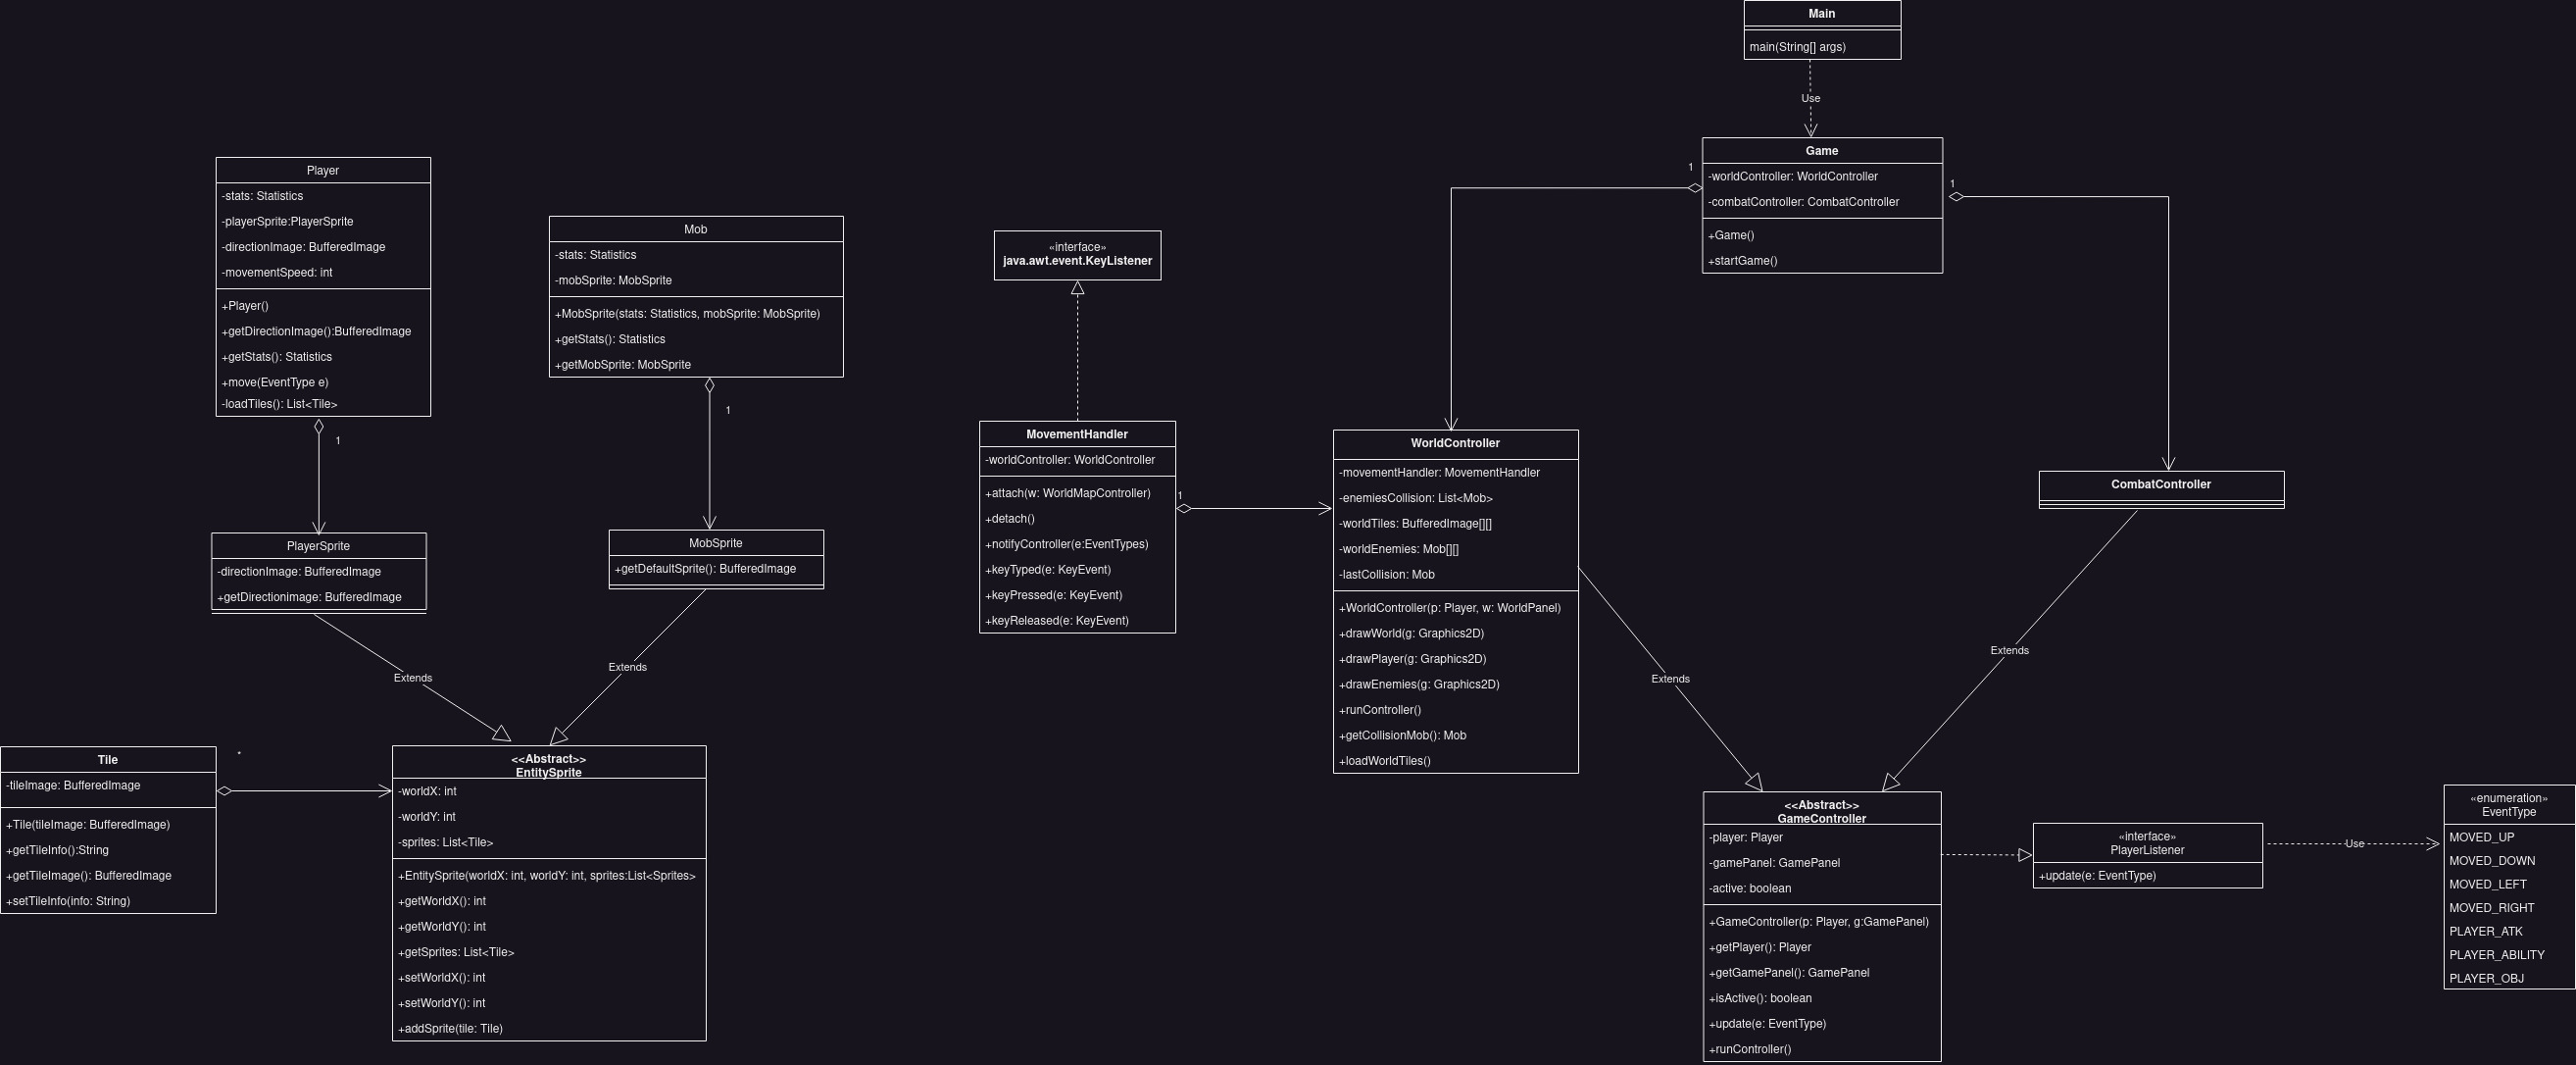 Main
main(String[] args)
Use
Game
-worldController: WorldController
-combatController: CombatController
+Game()
+startGame()
1
1
Player
-stats: Statistics
-playerSprite:PlayerSprite
-directionImage: BufferedImage
-movementSpeed: int
+Player()
+getDirectionImage():BufferedImage
+getStats(): Statistics
+move(EventType e)
-loadTiles(): List<Tile>
1
Mob
-stats: Statistics
-mobSprite: MobSprite
+MobSprite(stats: Statistics, mobSprite: MobSprite)
+getStats(): Statistics
+getMobSprite: MobSprite
1
«interface»
java.awt.event.KeyListener
MovementHandler
-worldController: WorldController
+attach(w: WorldMapController)
+detach()
+notifyController(e:EventTypes)
+keyTyped(e: KeyEvent)
+keyPressed(e: KeyEvent)
+keyReleased(e: KeyEvent)
1
WorldController
-movementHandler: MovementHandler
-enemiesCollision: List<Mob>
-worldTiles: BufferedImage[][]
-worldEnemies: Mob[][]
-lastCollision: Mob
+WorldController(p: Player, w: WorldPanel)
+drawWorld(g: Graphics2D)
+drawPlayer(g: Graphics2D)
+drawEnemies(g: Graphics2D)
+runController()
+getCollisionMob(): Mob
+loadWorldTiles()
CombatController
PlayerSprite
-directionImage: BufferedImage
+getDirectionimage: BufferedImage
MobSprite
+getDefaultSprite(): BufferedImage
Extends
Extends
Extends
Extends
Tile
-tileImage: BufferedImage
+Tile(tileImage: BufferedImage)
+getTileInfo():String
+getTileImage(): BufferedImage
+setTileInfo(info: String)
*
<<Abstract>>
EntitySprite
-worldX: int
-worldY: int
-sprites: List<Tile>
+EntitySprite(worldX: int, worldY: int, sprites:List<Sprites>
+getWorldX(): int
+getWorldY(): int
+getSprites: List<Tile>
+setWorldX(): int
+setWorldY(): int
+addSprite(tile: Tile)
<<Abstract>>
GameController
-player: Player
-gamePanel: GamePanel
-active: boolean
+GameController(p: Player, g:GamePanel)
+getPlayer(): Player
+getGamePanel(): GamePanel
+isActive(): boolean
+update(e: EventType)
+runController()
«interface»
PlayerListener
+update(e: EventType)
Use
«enumeration»
EventType
MOVED_UP
MOVED_DOWN
MOVED_LEFT
MOVED_RIGHT
PLAYER_ATK
PLAYER_ABILITY
PLAYER_OBJ